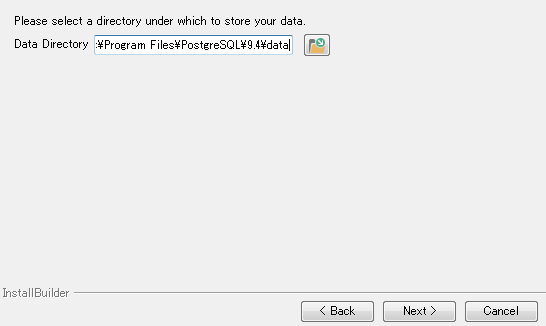 Please select a directory under which to store your data.
Data Directory :¥Program Files¥PostgreSQL¥9.4¥data
InstallBuilder
< Back Next > Cancel